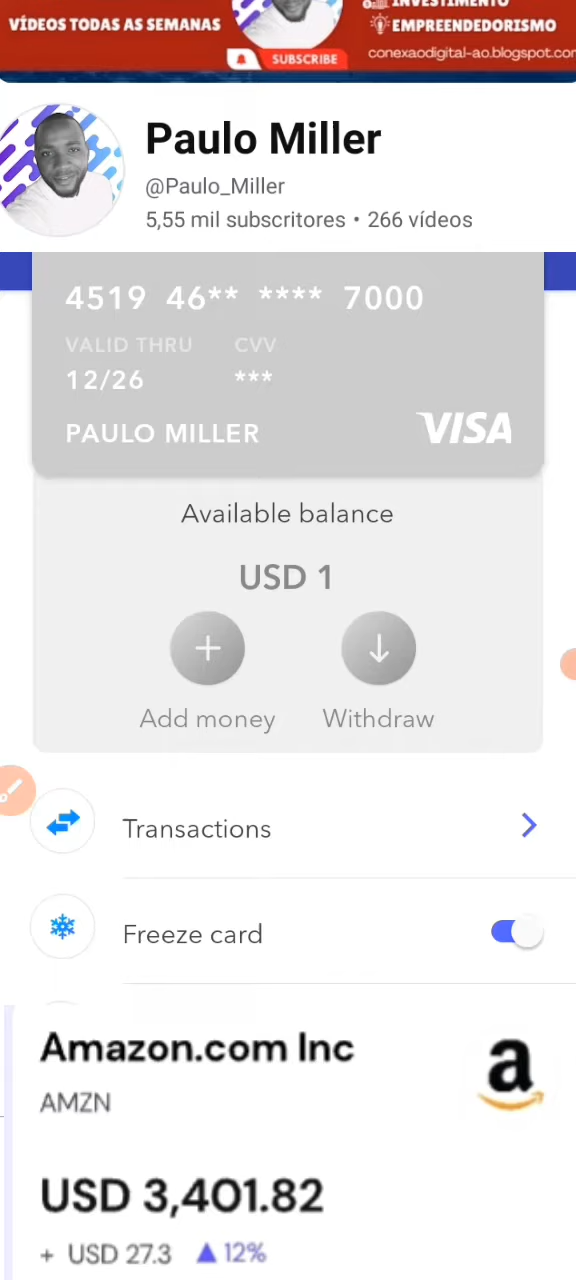 VÍDEOS TODAS AS SEMANAS
INVESTIMENTO
EMPREENDEDORISMO
SUBSCRIBE
conexaodigital-ao.blogspot.com
Paulo Miller
@Paulo_Miller
5,55 mil subscritores • 266 vídeos
4519 46** **** 7000
VALID THRU CVV
12/26 ***
PAULO MILLER VISA
Available balance
USD 1
Add money Withdraw
Transactions
Freeze card
Amazon.com Inc
AMZN
USD 3,401.82
+ USD 27.3 ▲ 12%